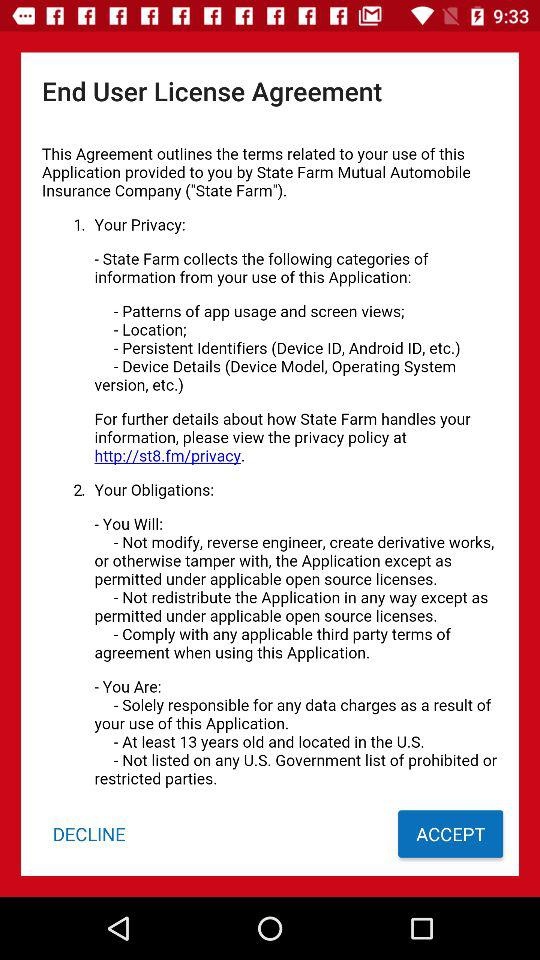 9:33
End User License Agreement
This Agreement outlines the terms related to your use of this
Application provided to you by State Farm Mutual Automobile
Insurance Company ("State Farm").
1. Your Privacy:
- State Farm collects the following categories of
information from your use of this Application:
- Patterns of app usage and screen views;
- Location;
- Persistent Identifiers (Device ID, Android ID, etc.)
- Device Details (Device Model, Operating System
version, etc.)
For further details about how State Farm handles your
information, please view the privacy policy at
http://st8.fm/privacy.
2. Your Obligations:
- You Will:
- Not modify, reverse engineer, create derivative works,
or otherwise tamper with, the Application except as
permitted under applicable open source licenses.
- Not redistribute the Application in any way except as
permitted under applicable open source licenses.
- Comply with any applicable third party terms of
agreement when using this Application.
- You Are:
- Solely responsible for any data charges as a result of
your use of this Application.
- At least 13 years old and located in the U.S.
- Not listed on any U.S. Government list of prohibited or
restricted parties.
DECLINE
ACCEPT